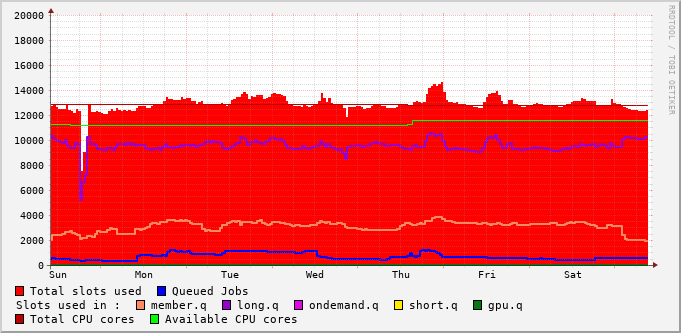 20000
18000
16000
14000
12000
10000
8000
6000
4000
2000
0
Sun Mon Tue Wed Thu Fri Sat
RRDTOOL / TOBI OETIKER
Total slots used Queued Jobs
Slots used in : member.q long.q ondemand.q short.q gpu.q
Total CPU cores Available CPU cores